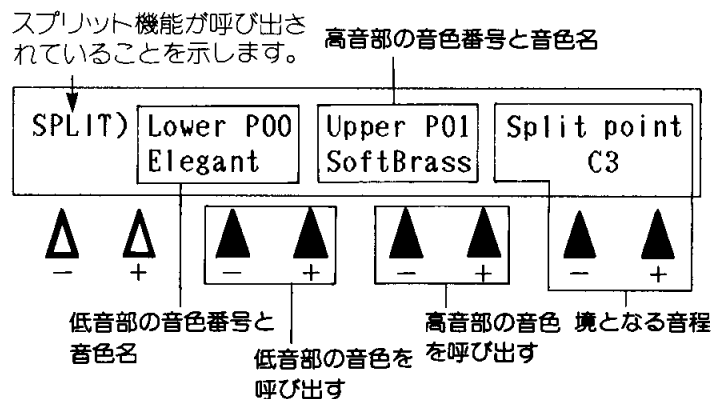 スプリット機能が呼び出さ
れていることを示します。
高音部の音色番号と音色名
SPLIT) Lower P00 Upper P01 Split point
Elegant SoftBrass C3
− + − + − + − +
低音部の音色番号と
音色名
低音部の音色を
呼び出す
高音部の音色
を呼び出す
境となる音程